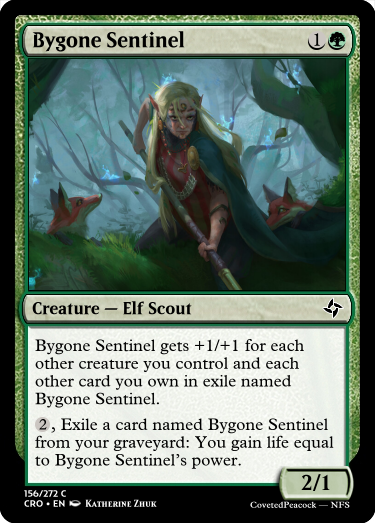 Bygone Sentinel 1
Creature — Elf Scout
Bygone Sentinel gets +1/+1 for each
other creature you control and each
other card you own in exile named
Bygone Sentinel.
2, Exile a card named Bygone Sentinel
from your graveyard: You gain life equal
to Bygone Sentinel's power.
2/1
156/272 C
CRO • EN Katherine Zhuk
CovetedPeacock — NFS